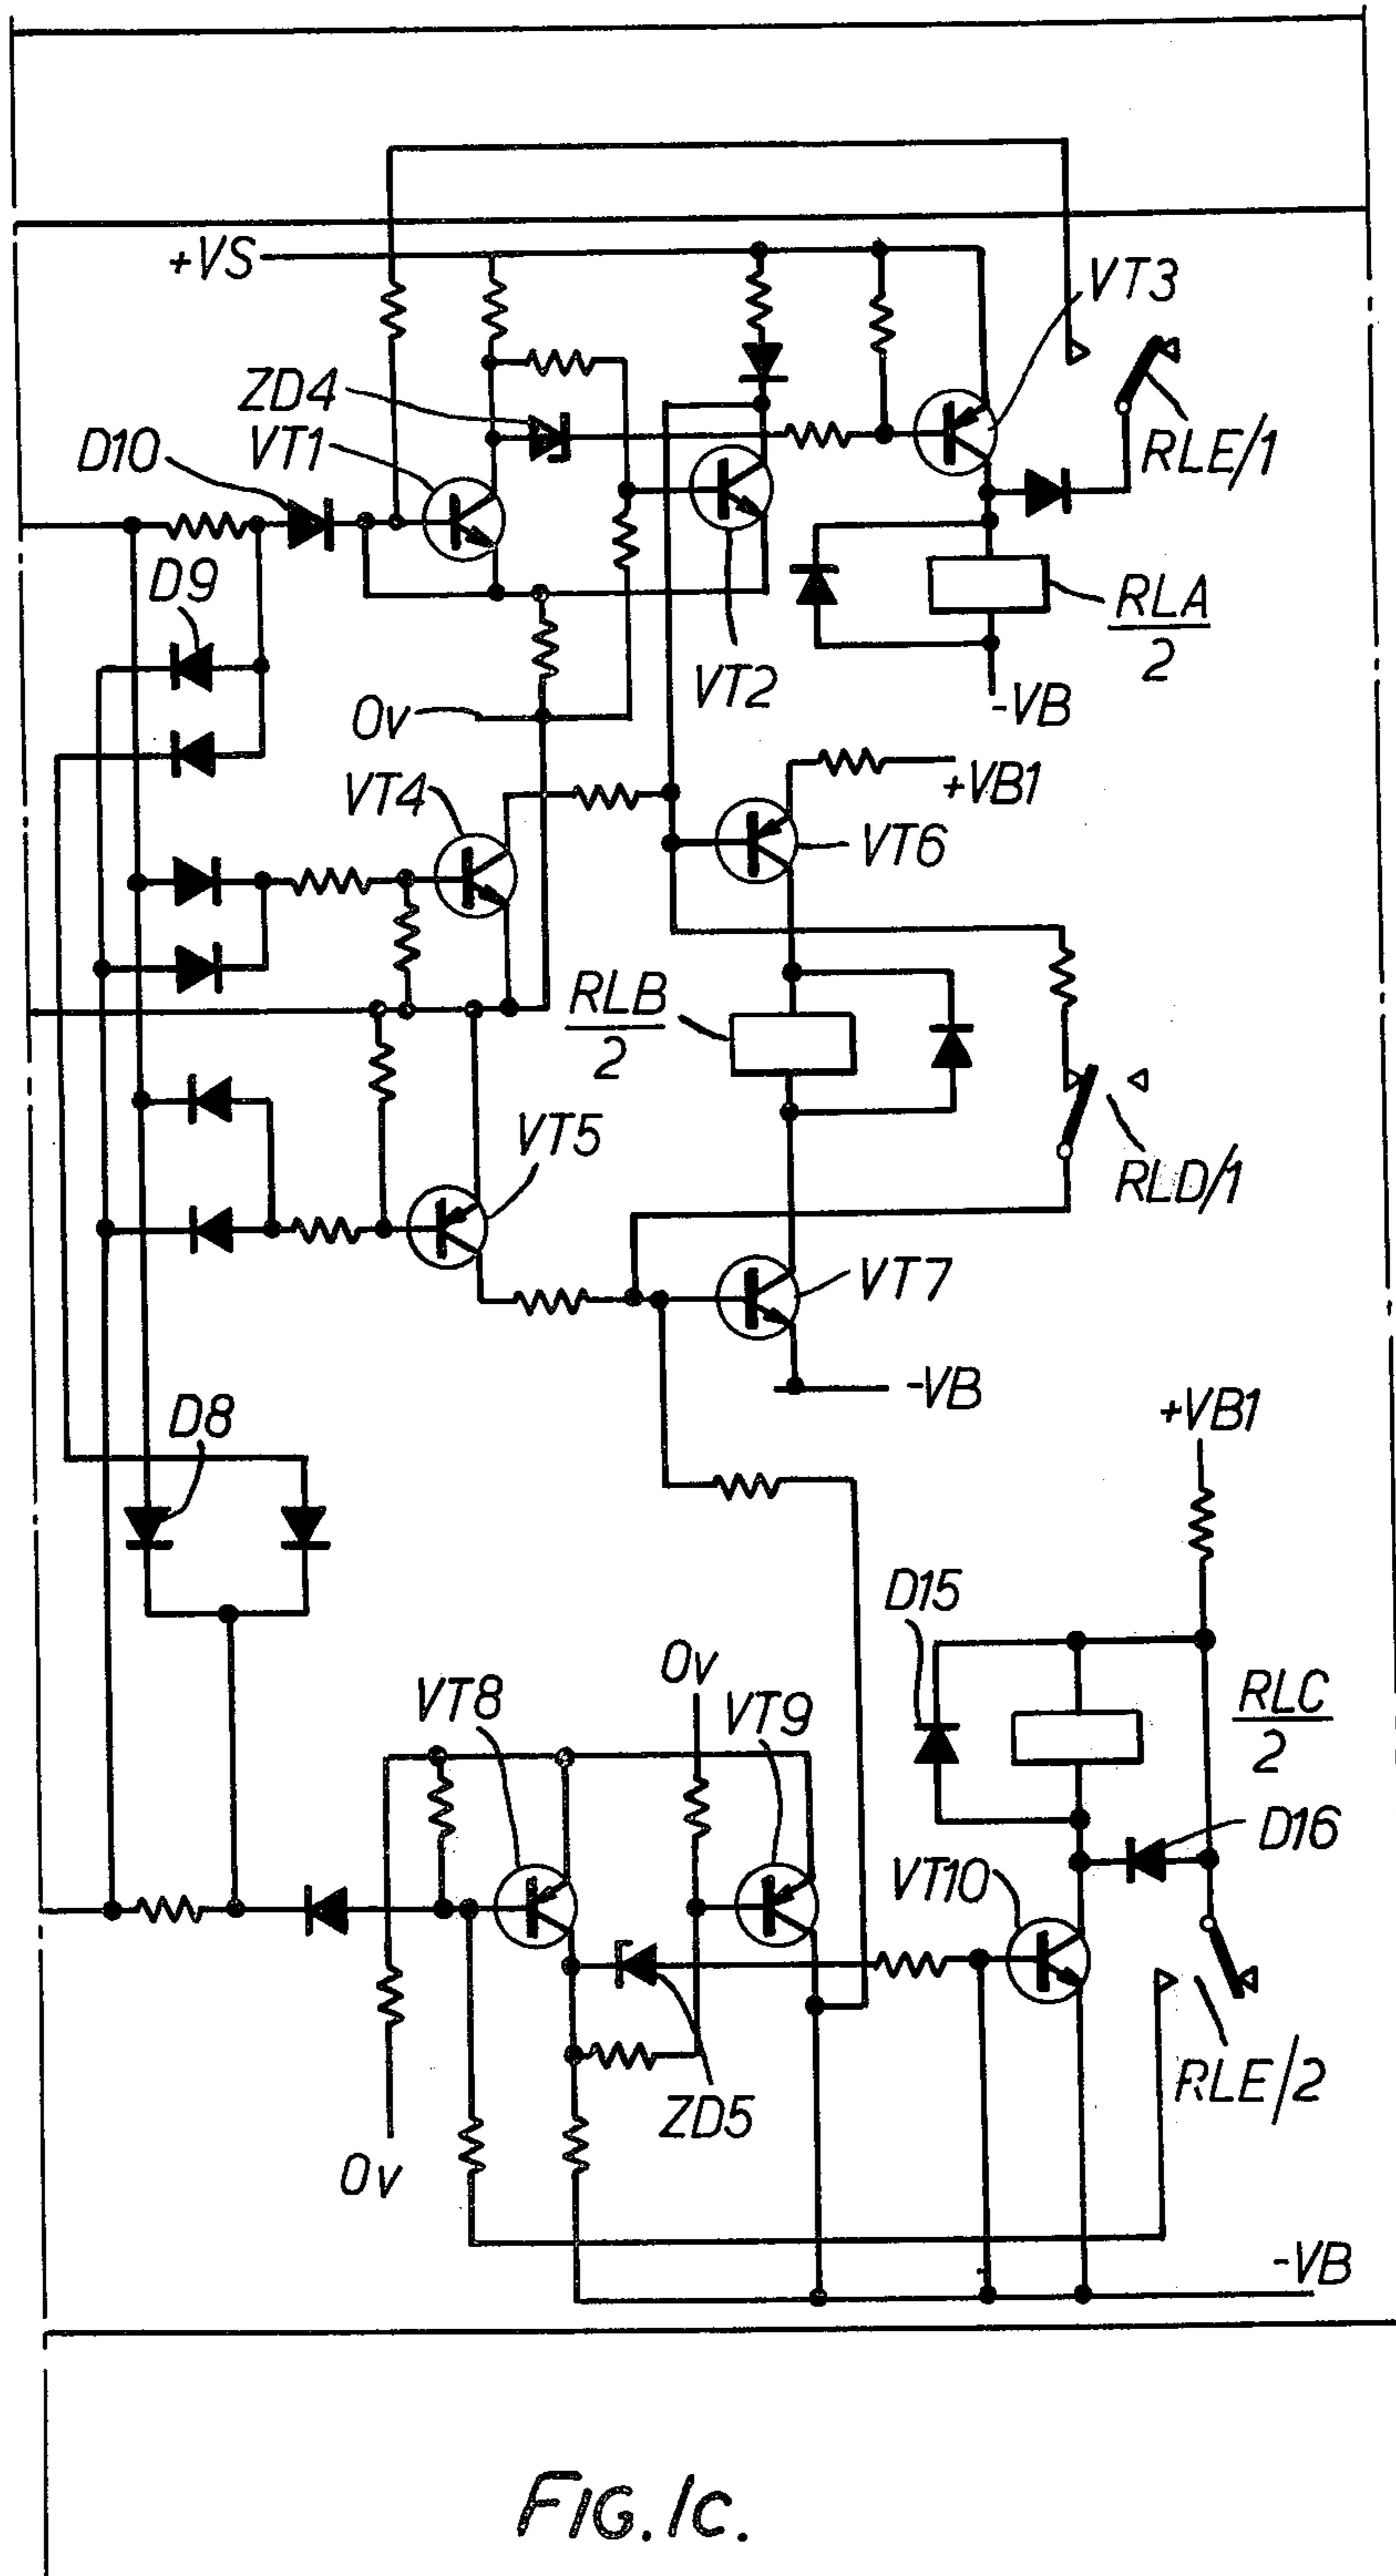 +VS
VT3
ZD4
VT1
D10
RLE/1
D9
RLA
2
VT2
-VB
0v
+VB1
VT4
VT6
RLB
2
VT5
RLD/1
VT7
-VB
+VB1
D8
D15
0v
VT8
VT9
RLC
2
D16
VT10
RLE/2
ZD5
0v
-VB
FIG. 1c.